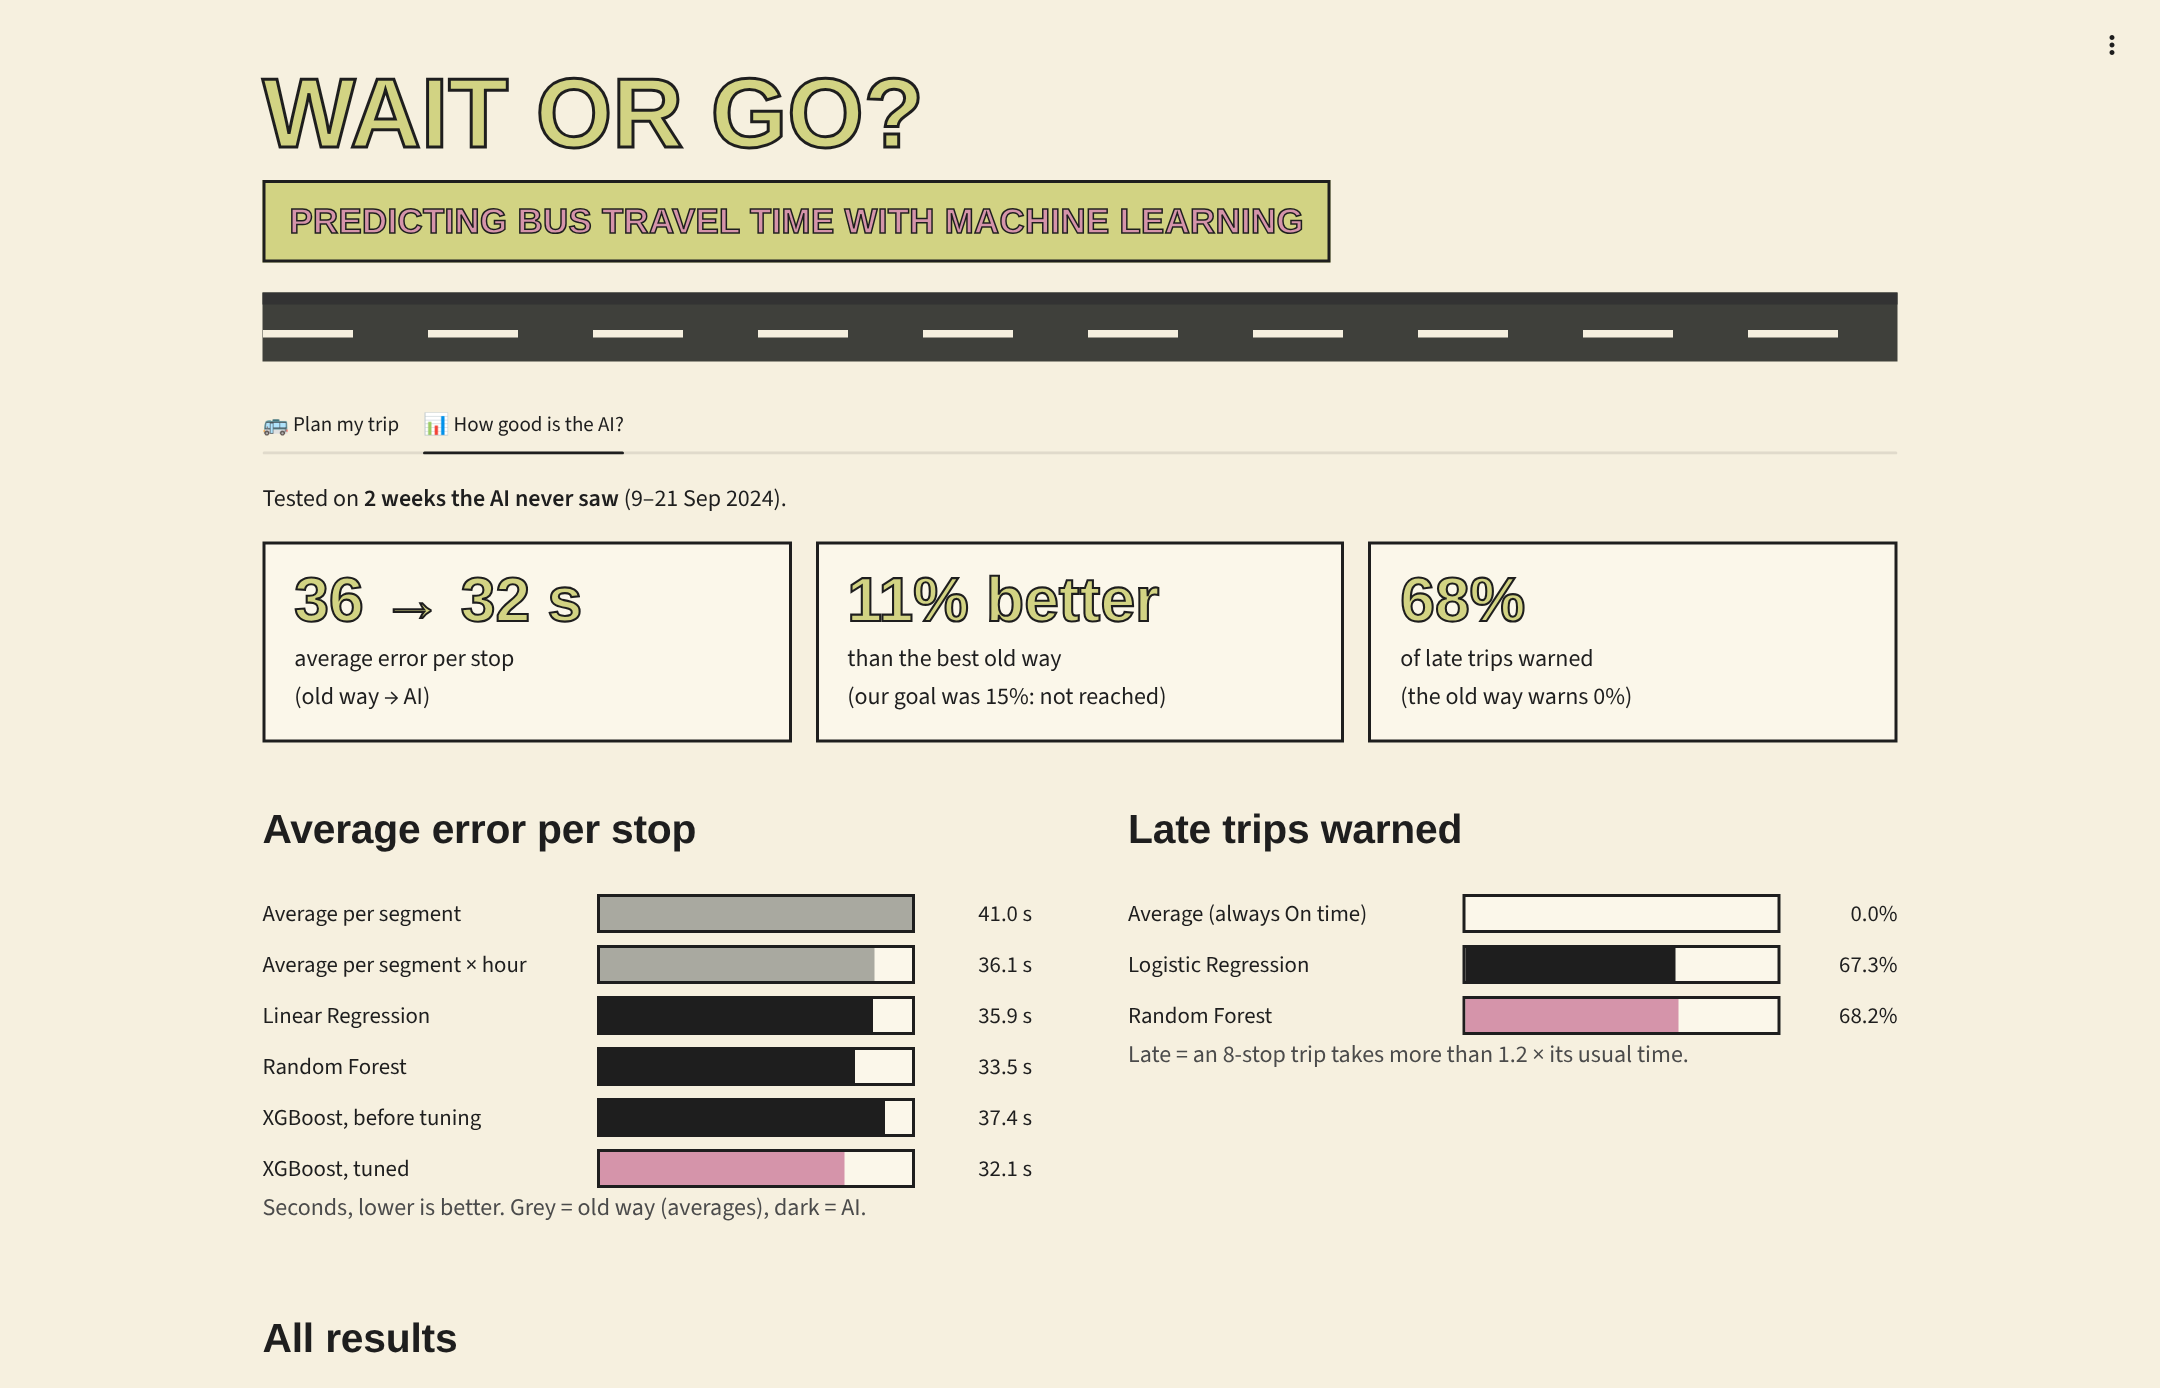 WAIT OR GO?
PREDICTING BUS TRAVEL TIME WITH MACHINE LEARNING
Plan my trip
How good is the AI?
Tested on 2 weeks the AI never saw (9–21 Sep 2024).
36 → 32 s
average error per stop
(old way → AI)
11% better
than the best old way
(our goal was 15%: not reached)
68%
of late trips warned
(the old way warns 0%)
Average error per stop
Average per segment 41.0 s
Average per segment × hour 36.1 s
Linear Regression 35.9 s
Random Forest 33.5 s
XGBoost, before tuning 37.4 s
XGBoost, tuned 32.1 s
Seconds, lower is better. Grey = old way (averages), dark = AI.
Late trips warned
Average (always On time) 0.0%
Logistic Regression 67.3%
Random Forest 68.2%
Late = an 8-stop trip takes more than 1.2 × its usual time.
All results